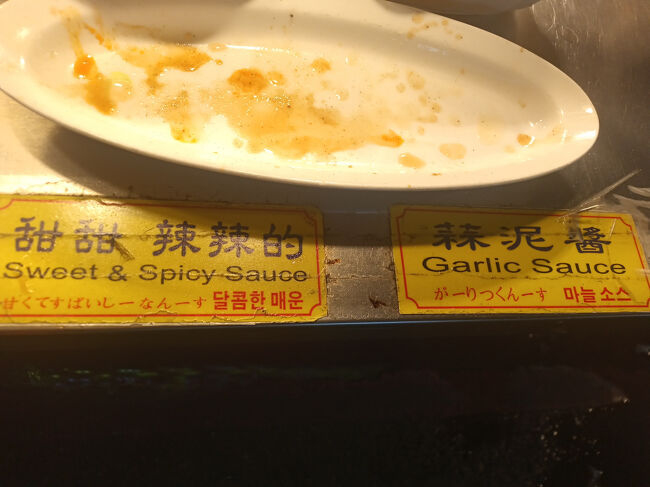 甜甜 辣辣的
Sweet & Spicy Sauce
甘くてすぱいしーなんーす 달콤한 매운
蒜泥醬
Garlic Sauce
がーりつくんーす 마늘 소스